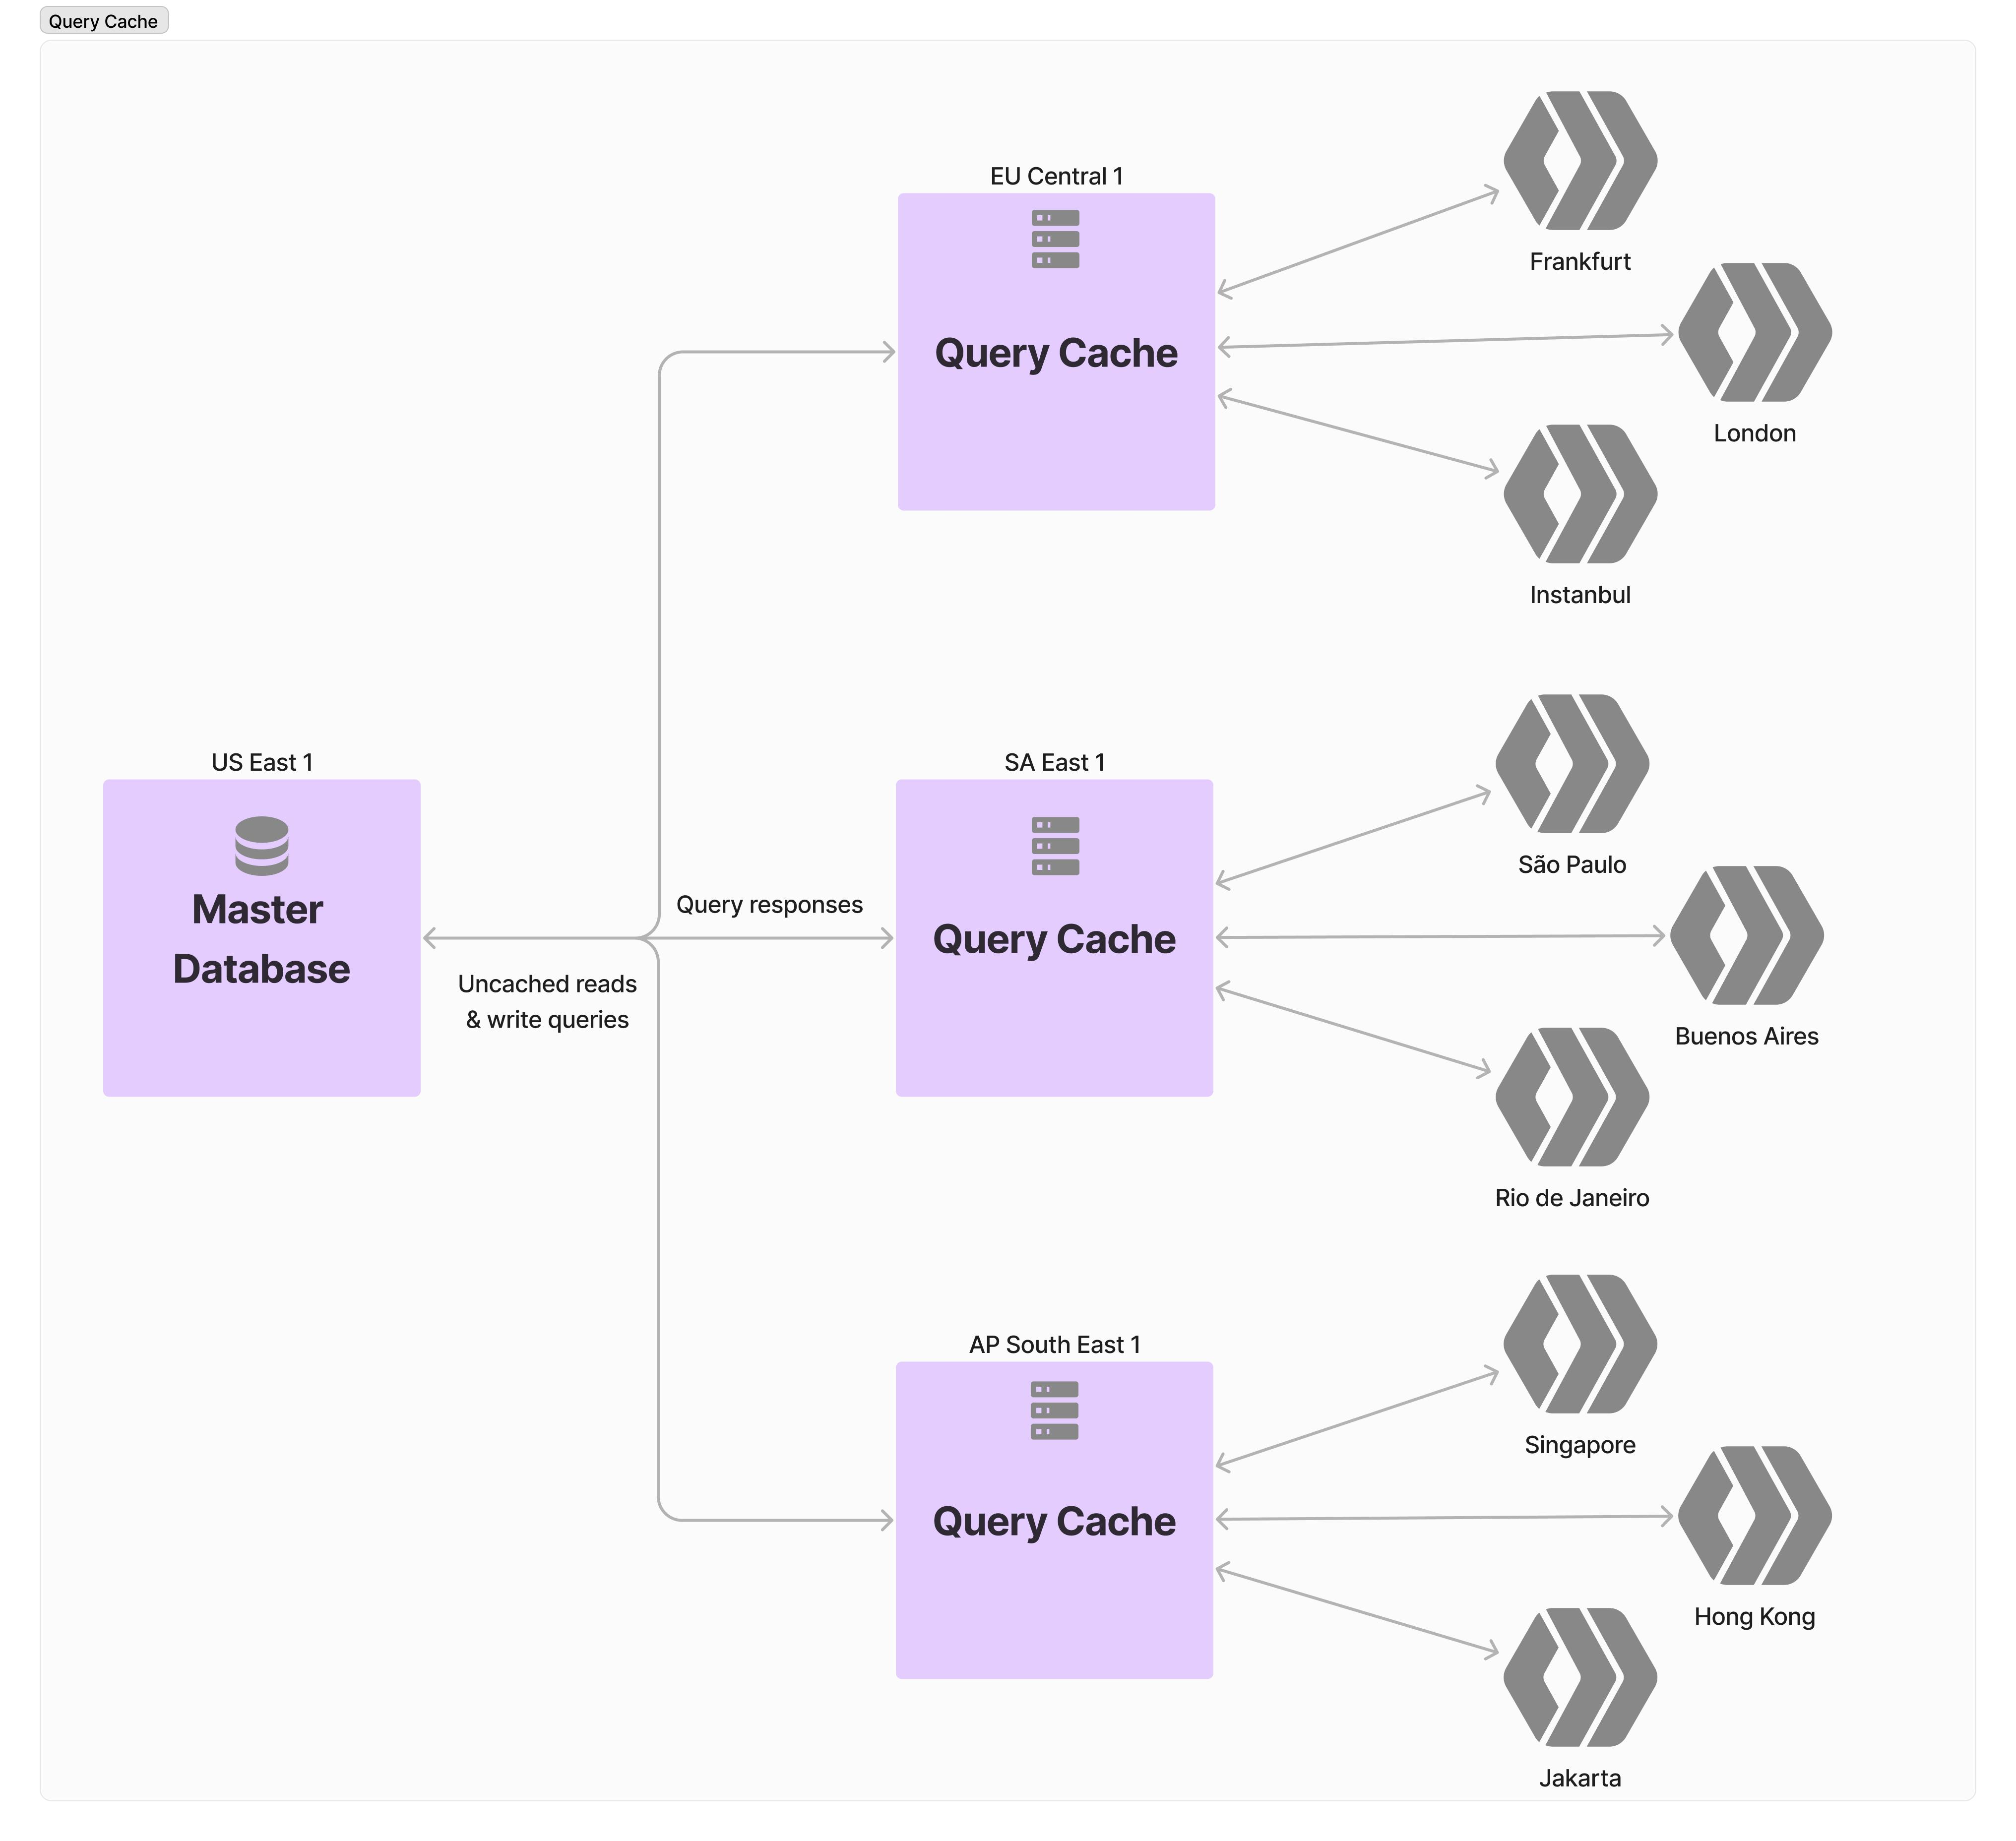 Query Cache
EU Central 1
Query Cache
Frankfurt
London
Instanbul
US East 1
Master
Database
Uncached reads
& write queries
Query responses
SA East 1
Query Cache
São Paulo
Buenos Aires
Rio de Janeiro
AP South East 1
Query Cache
Singapore
Hong Kong
Jakarta